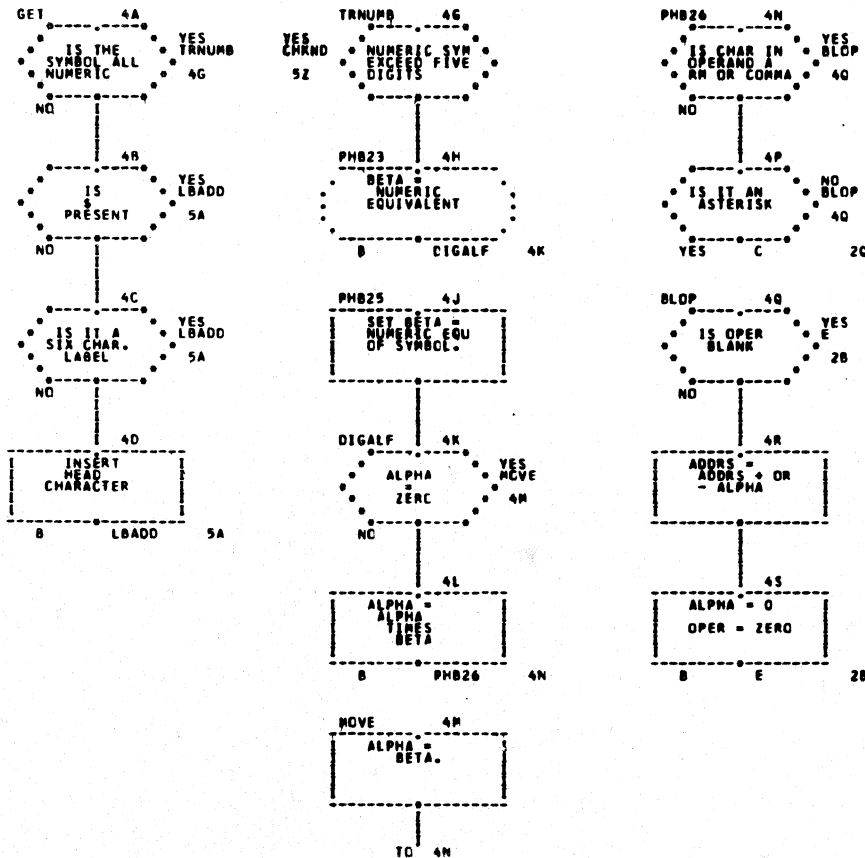 GET 4A
IS THE
SYMBOL ALL
NUMERIC
YES
TRNUMB
4G
NO
4B
IS
$
PRESENT
YES
LBADD
5A
NO
4C
IS IT A
SIX CHAR.
LABEL
YES
LBADD
5A
NO
4D
INSERT
HEAD
CHARACTER
B LBADD 5A
TRNUMB 4G
YES
CHKND
5Z
NUMERIC SYM
EXCEED FIVE
DIGITS
PHB23 4H
BETA =
NUMERIC
EQUIVALENT
B DIGALF 4K
PHB25 4J
SET BETA =
NUMERIC EQU
OF SYMBOL.
DIGALF 4K
ALPHA
=
ZERO
YES
MOVE
4M
NO
4L
ALPHA =
ALPHA
TIMES
BETA
B PHB26 4N
MOVE 4M
ALPHA =
BETA.
TO 4N
PHB26 4N
IS CHAR IN
OPERAND A
RM OR COMMA
YES
BLOP
4Q
NO
4P
IS IT AN
ASTERISK
NO
BLOP
4Q
YES C 2Q
BLOP 4Q
IS OPER
BLANK
YES
E
2B
NO
4R
ADDRS =
ADDRS + OR
- ALPHA
4S
ALPHA = 0
OPER = ZERO
B E 2B